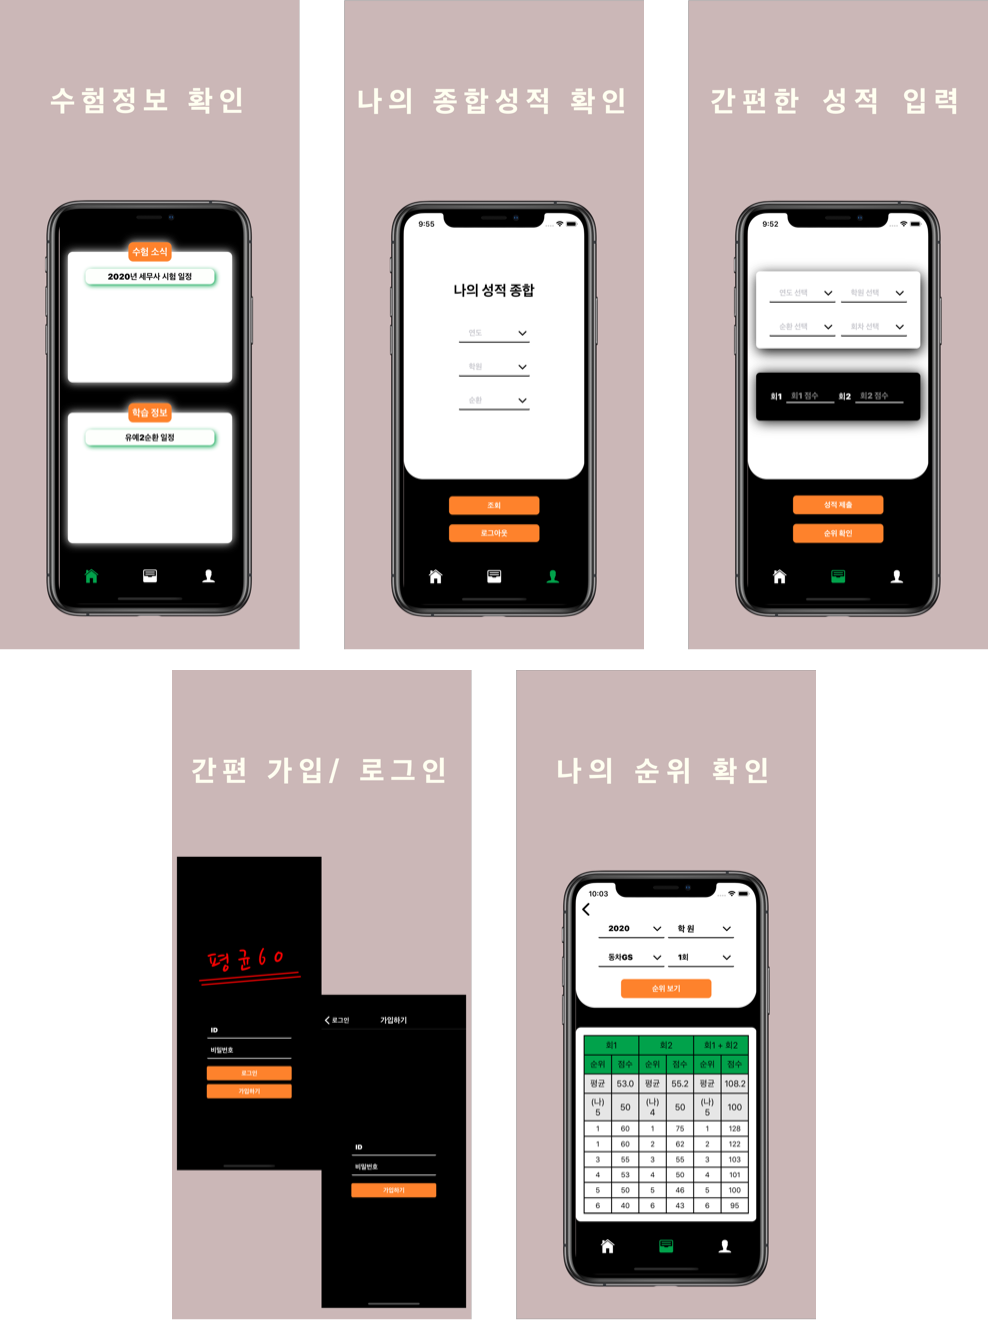 수험정보 확인
수험 소식
2020년 세무사 시험 일정
학습 정보
유예2순환 일정
나의 종합성적 확인
9:55
나의 성적 종합
연도
학원
순환
조회
로그아웃
간편한 성적 입력
9:52
연도 선택 학원 선택
순환 선택 회차 선택
회1 회1 점수 회2 회2 점수
성적 제출
순위 확인
간편 가입/ 로그인
평균60
ID
비밀번호
로그인
가입하기
로그인 가입하기
ID
비밀번호
가입하기
나의 순위 확인
10:03
2020 학원
동차GS 1회
순위 보기
회1 회2 회1 + 회2
순위 점수 순위 점수 순위 점수
평균 53.0 평균 55.2 평균 108.2
(나) 5 50 (나) 4 50 (나) 5 100
1 60 1 75 1 128
1 60 2 62 2 122
3 55 3 55 3 103
4 53 4 50 4 101
5 50 5 46 5 100
6 40 6 43 6 95